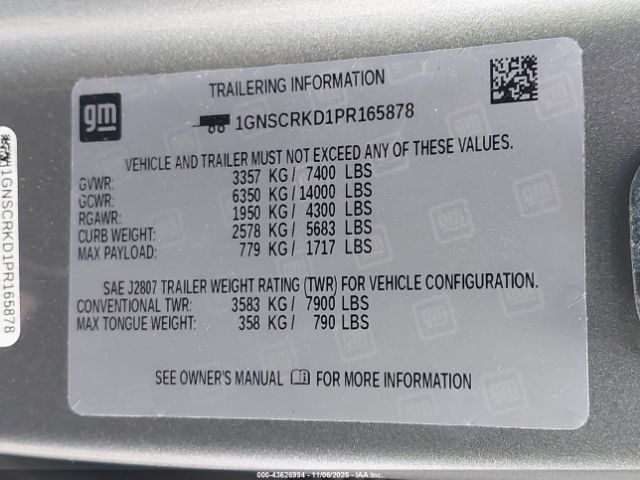 TRAILERING INFORMATION
gm
1GNSCRKD1PR165878
VEHICLE AND TRAILER MUST NOT EXCEED ANY OF THESE VALUES.
GVWR: 3357 KG / 7400 LBS
GCWR: 6350 KG / 14000 LBS
RGAWR: 1950 KG / 4300 LBS
CURB WEIGHT: 2578 KG / 5683 LBS
MAX PAYLOAD: 779 KG / 1717 LBS
SAE J2807 TRAILER WEIGHT RATING (TWR) FOR VEHICLE CONFIGURATION.
CONVENTIONAL TWR: 3583 KG / 7900 LBS
MAX TONGUE WEIGHT: 358 KG / 790 LBS
SEE OWNER'S MANUAL FOR MORE INFORMATION
1GNSCRKD1PR165878
000-43626994 - 11/06/2025 - IAA, Inc.